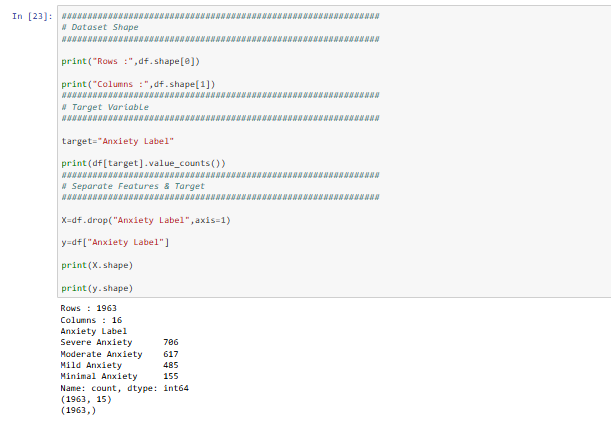 In [23]:
################################################################
# Dataset Shape
################################################################
print("Rows :",df.shape[0])
print("Columns :",df.shape[1])
################################################################
# Target Variable
################################################################
target="Anxiety Label"
print(df[target].value_counts())
################################################################
# Separate Features & Target
################################################################
X=df.drop("Anxiety Label",axis=1)
y=df["Anxiety Label"]
print(X.shape)
print(y.shape)
Rows : 1963
Columns : 16
Anxiety Label
Severe Anxiety      706
Moderate Anxiety    617
Mild Anxiety        485
Minimal Anxiety     155
Name: count, dtype: int64
(1963, 15)
(1963,)